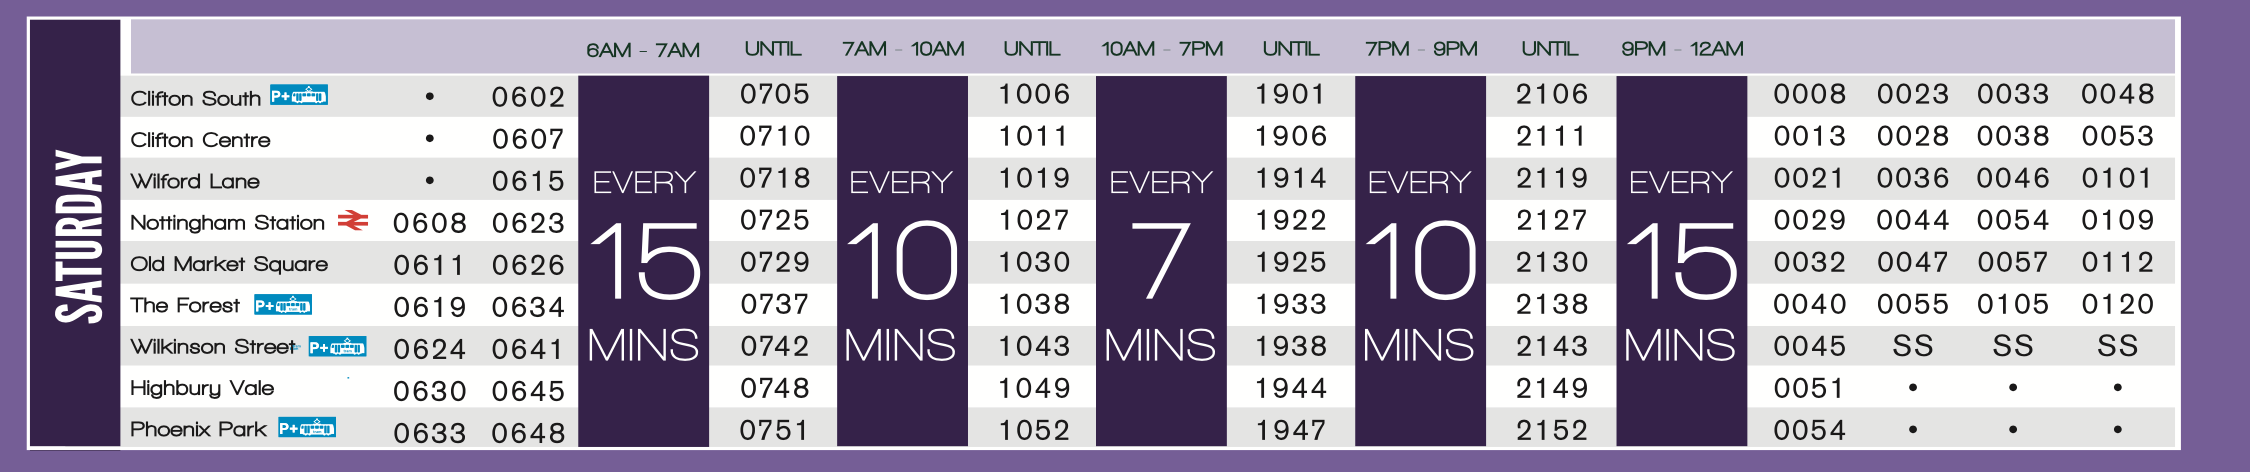 SATURDAY
6AM - 7AM UNTIL 7AM - 10AM UNTIL 10AM - 7PM UNTIL 7PM - 9PM UNTIL 9PM - 12AM
Clifton South P+ • 0602 0705 1006 1901 2106 0008 0023 0033 0048
Clifton Centre • 0607 0710 1011 1906 2111 0013 0028 0038 0053
Wilford Lane • 0615 EVERY 0718 EVERY 1019 EVERY 1914 EVERY 2119 EVERY 0021 0036 0046 0101
Nottingham Station 0608 0623 0725 1027 1922 2127 0029 0044 0054 0109
Old Market Square 0611 0626 15 0729 10 1030 7 1925 10 2130 15 0032 0047 0057 0112
The Forest P+ 0619 0634 0737 1038 1933 2138 0040 0055 0105 0120
Wilkinson Street P+ 0624 0641 MINS 0742 MINS 1043 MINS 1938 MINS 2143 MINS 0045 SS SS SS
Highbury Vale 0630 0645 0748 1049 1944 2149 0051 • • •
Phoenix Park P+ 0633 0648 0751 1052 1947 2152 0054 • • •